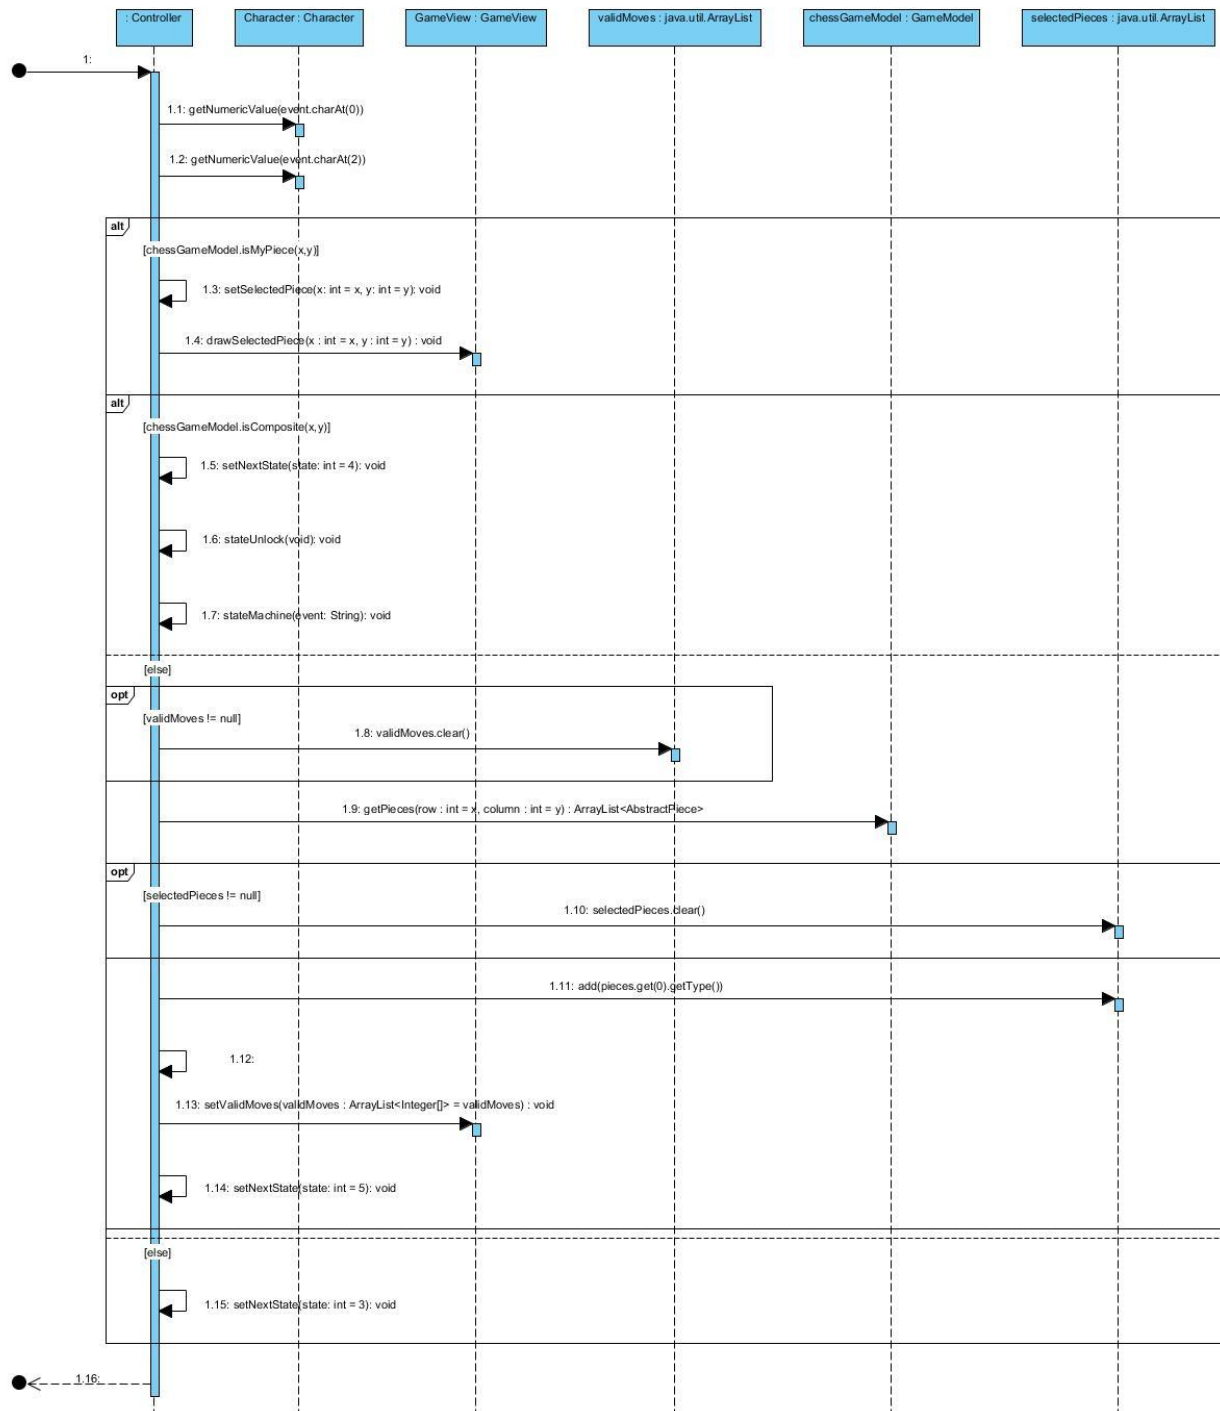 : Controller
Character : Character
GameView : GameView
validMoves : java.util.ArrayList
chessGameModel : GameModel
selectedPieces : java.util.ArrayList
1:
1.1: getNumericValue(event.charAt(0))
1.2: getNumericValue(event.charAt(2))
alt
[chessGameModel.isMyPiece(x,y)]
1.3: setSelectedPiece(x: int = x, y: int = y): void
1.4: drawSelectedPiece(x : int = x, y : int = y) : void
alt
[chessGameModel.isComposite(x,y)]
1.5: setNextState(state: int = 4): void
1.6: stateUnlock(void): void
1.7: stateMachine(event: String): void
[else]
opt
[validMoves != null]
1.8: validMoves.clear()
1.9: getPieces(row : int = x, column : int = y) : ArrayList<AbstractPiece>
opt
[selectedPieces != null]
1.10: selectedPieces.clear()
1.11: add(pieces.get(0).getType())
1.12:
1.13: setValidMoves(validMoves : ArrayList<Integer[]> = validMoves) : void
1.14: setNextState(state: int = 5): void
[else]
1.15: setNextState(state: int = 3): void
1.16: